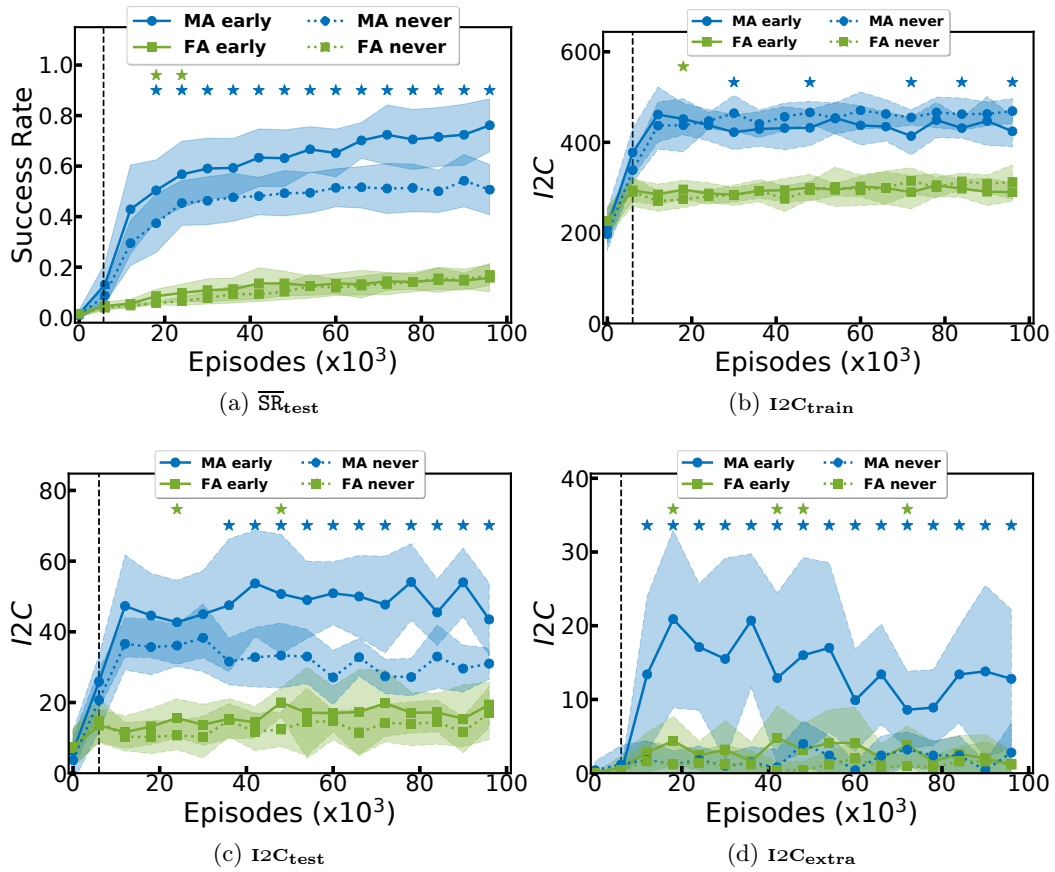 MA early MA never
FA early FA never
Success Rate
1.0
0.8
0.6
0.4
0.2
0.0
0 20 40 60 80 100
Episodes (x10³)
(a) S̅R̅test
MA early MA never
FA early FA never
I2C
600
400
200
0
0 20 40 60 80 100
Episodes (x10³)
(b) I2Ctrain
MA early MA never
FA early FA never
I2C
80
60
40
20
0
0 20 40 60 80 100
Episodes (x10³)
(c) I2Ctest
MA early MA never
FA early FA never
I2C
40
30
20
10
0
0 20 40 60 80 100
Episodes (x10³)
(d) I2Cextra